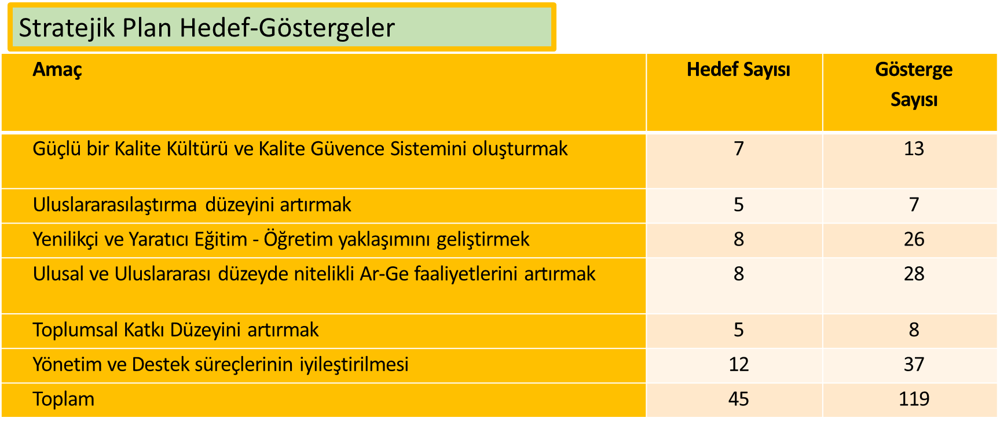 Stratejik Plan Hedef-Göstergeler
Amaç Hedef Sayısı Gösterge
Sayısı
Güçlü bir Kalite Kültürü ve Kalite Güvence Sistemini oluşturmak 7 13
Uluslararasılaştırma düzeyini artırmak 5 7
Yenilikçi ve Yaratıcı Eğitim - Öğretim yaklaşımını geliştirmek 8 26
Ulusal ve Uluslararası düzeyde nitelikli Ar-Ge faaliyetlerini artırmak 8 28
Toplumsal Katkı Düzeyini artırmak 5 8
Yönetim ve Destek süreçlerinin iyileştirilmesi 12 37
Toplam 45 119